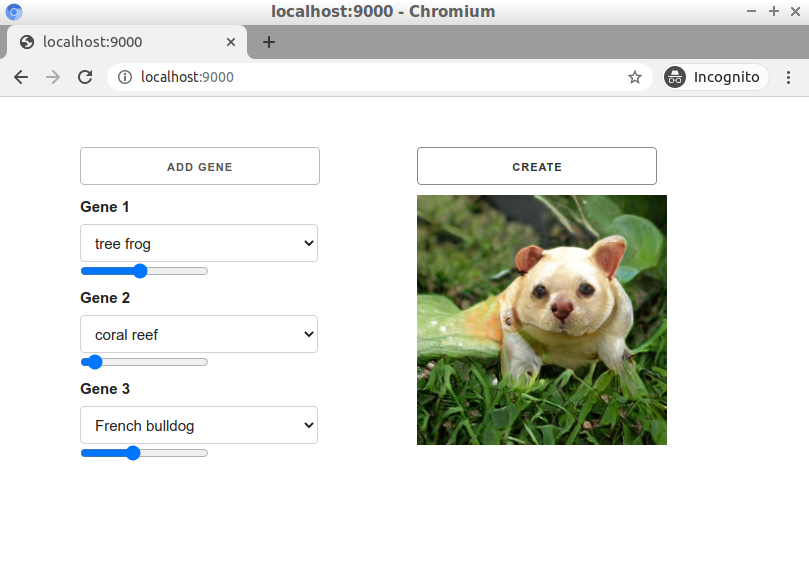 localhost:9000 - Chromium
localhost:9000
localhost:9000
Incognito
ADD GENE
CREATE
Gene 1
tree frog
Gene 2
coral reef
Gene 3
French bulldog